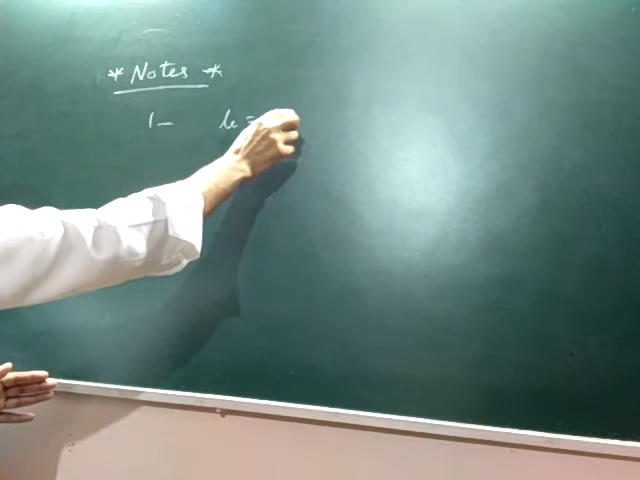 * Notes *
1- h =